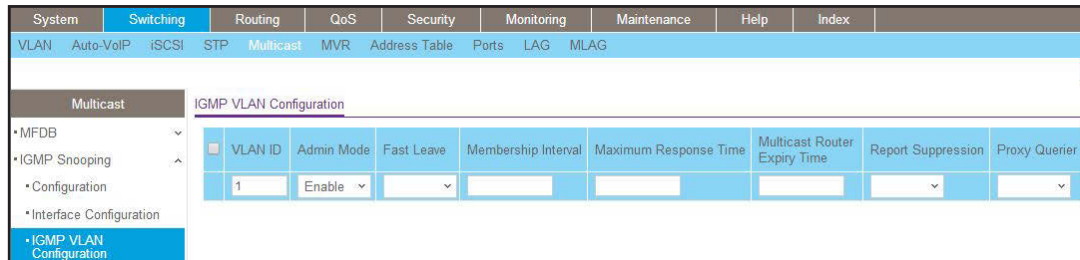 System Switching Routing QoS Security Monitoring Maintenance Help Index
VLAN Auto-VoIP iSCSI STP Multicast MVR Address Table Ports LAG MLAG
Multicast
• MFDB
• IGMP Snooping
• Configuration
• Interface Configuration
• IGMP VLAN
Configuration
IGMP VLAN Configuration
VLAN ID Admin Mode Fast Leave Membership Interval Maximum Response Time Multicast Router Expiry Time Report Suppression Proxy Querier
1 Enable